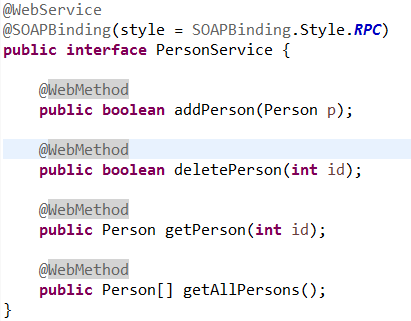 @WebService
@SOAPBinding(style = SOAPBinding.Style.RPC)
public interface PersonService {
@WebMethod
public boolean addPerson(Person p);
@WebMethod
public boolean deletePerson(int id);
@WebMethod
public Person getPerson(int id);
@WebMethod
public Person[] getAllPersons();
}